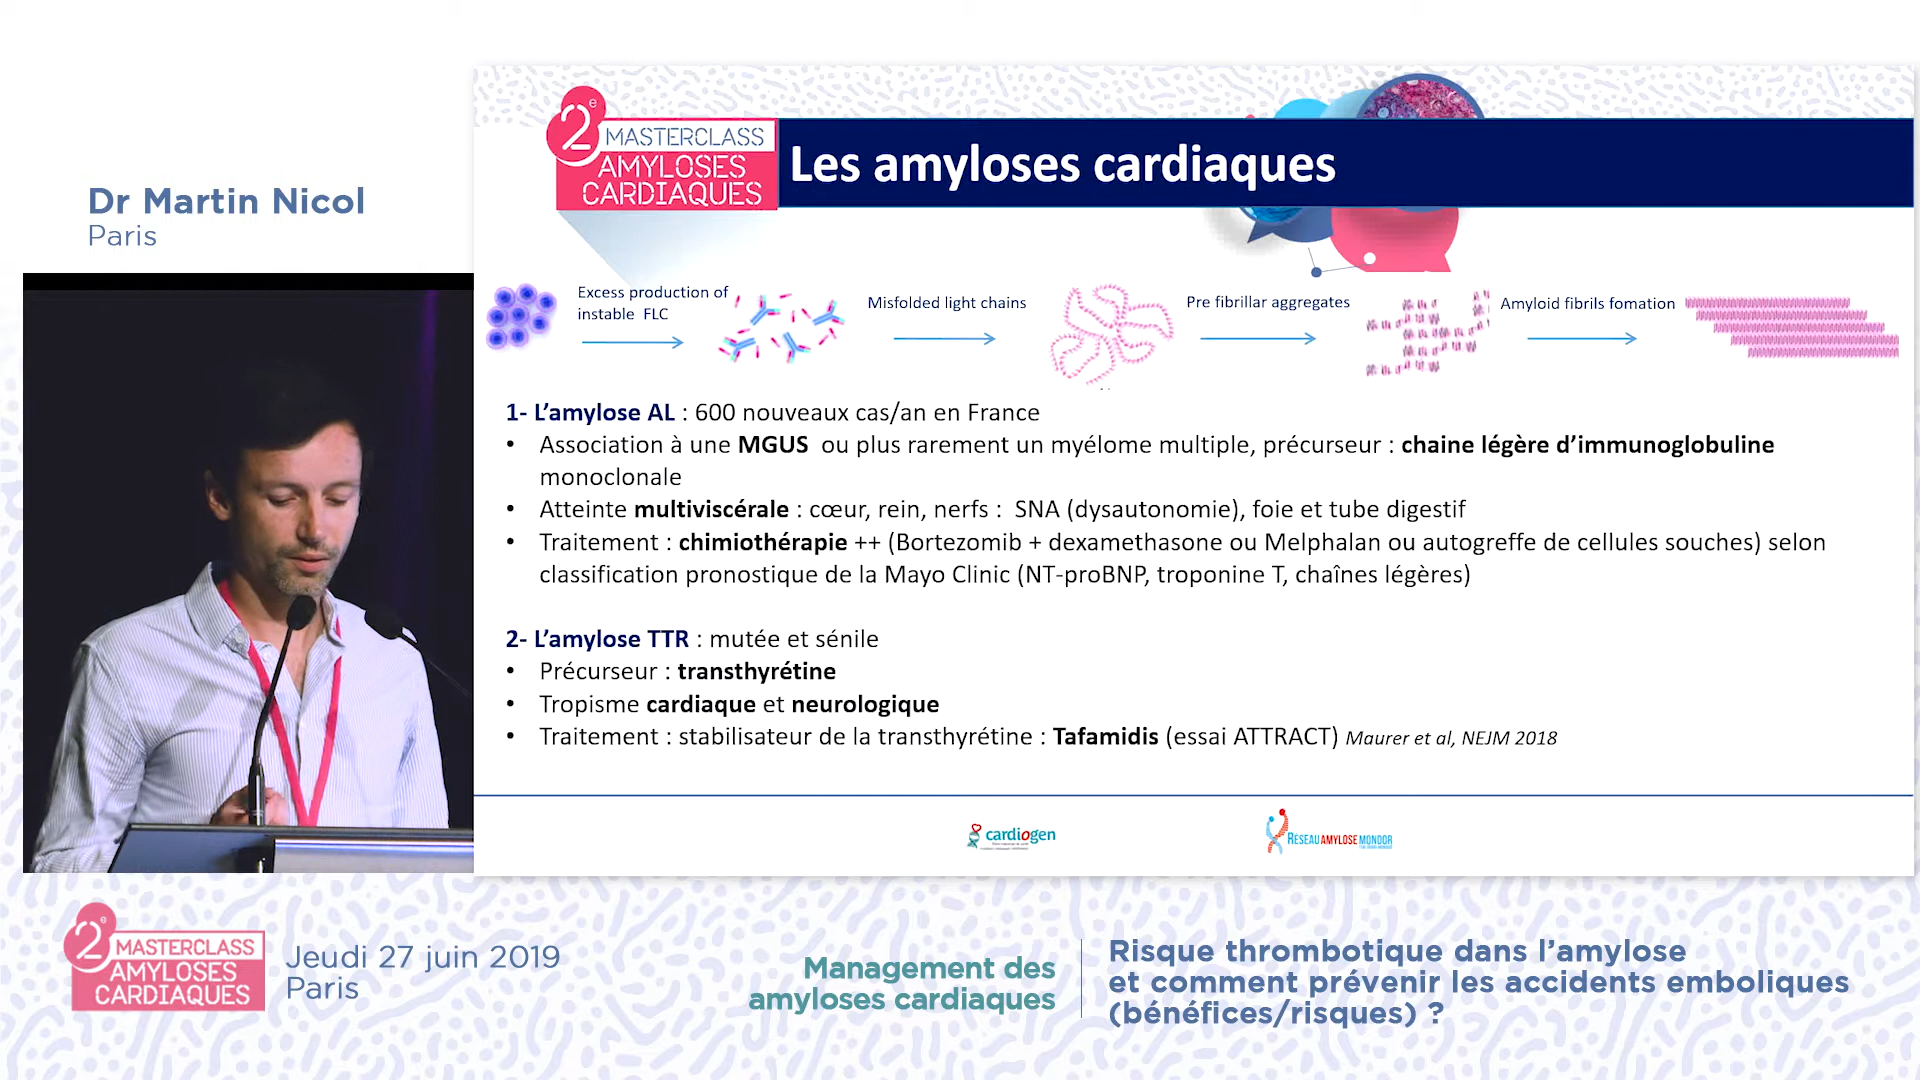 Dr Martin Nicol
Paris
2e
MASTERCLASS
AMYLOSES
CARDIAQUES
Les amyloses cardiaques
Excess production of
instable FLC
Misfolded light chains
Pre fibrillar aggregates
Amyloid fibrils fomation
1- L’amylose AL : 600 nouveaux cas/an en France
• Association à une MGUS ou plus rarement un myélome multiple, précurseur : chaine légère d’immunoglobuline
monoclonale
• Atteinte multiviscérale : cœur, rein, nerfs : SNA (dysautonomie), foie et tube digestif
• Traitement : chimiothérapie ++ (Bortezomib + dexamethasone ou Melphalan ou autogreffe de cellules souches) selon
classification pronostique de la Mayo Clinic (NT-proBNP, troponine T, chaînes légères)
2- L’amylose TTR : mutée et sénile
• Précurseur : transthyrétine
• Tropisme cardiaque et neurologique
• Traitement : stabilisateur de la transthyrétine : Tafamidis (essai ATTRACT) Maurer et al, NEJM 2018
cardiogen
RESEAU AMYLOSE MONDOR
2e
MASTERCLASS
AMYLOSES
CARDIAQUES
Jeudi 27 juin 2019
Paris
Management des
amyloses cardiaques
Risque thrombotique dans l’amylose
et comment prévenir les accidents emboliques
(bénéfices/risques) ?